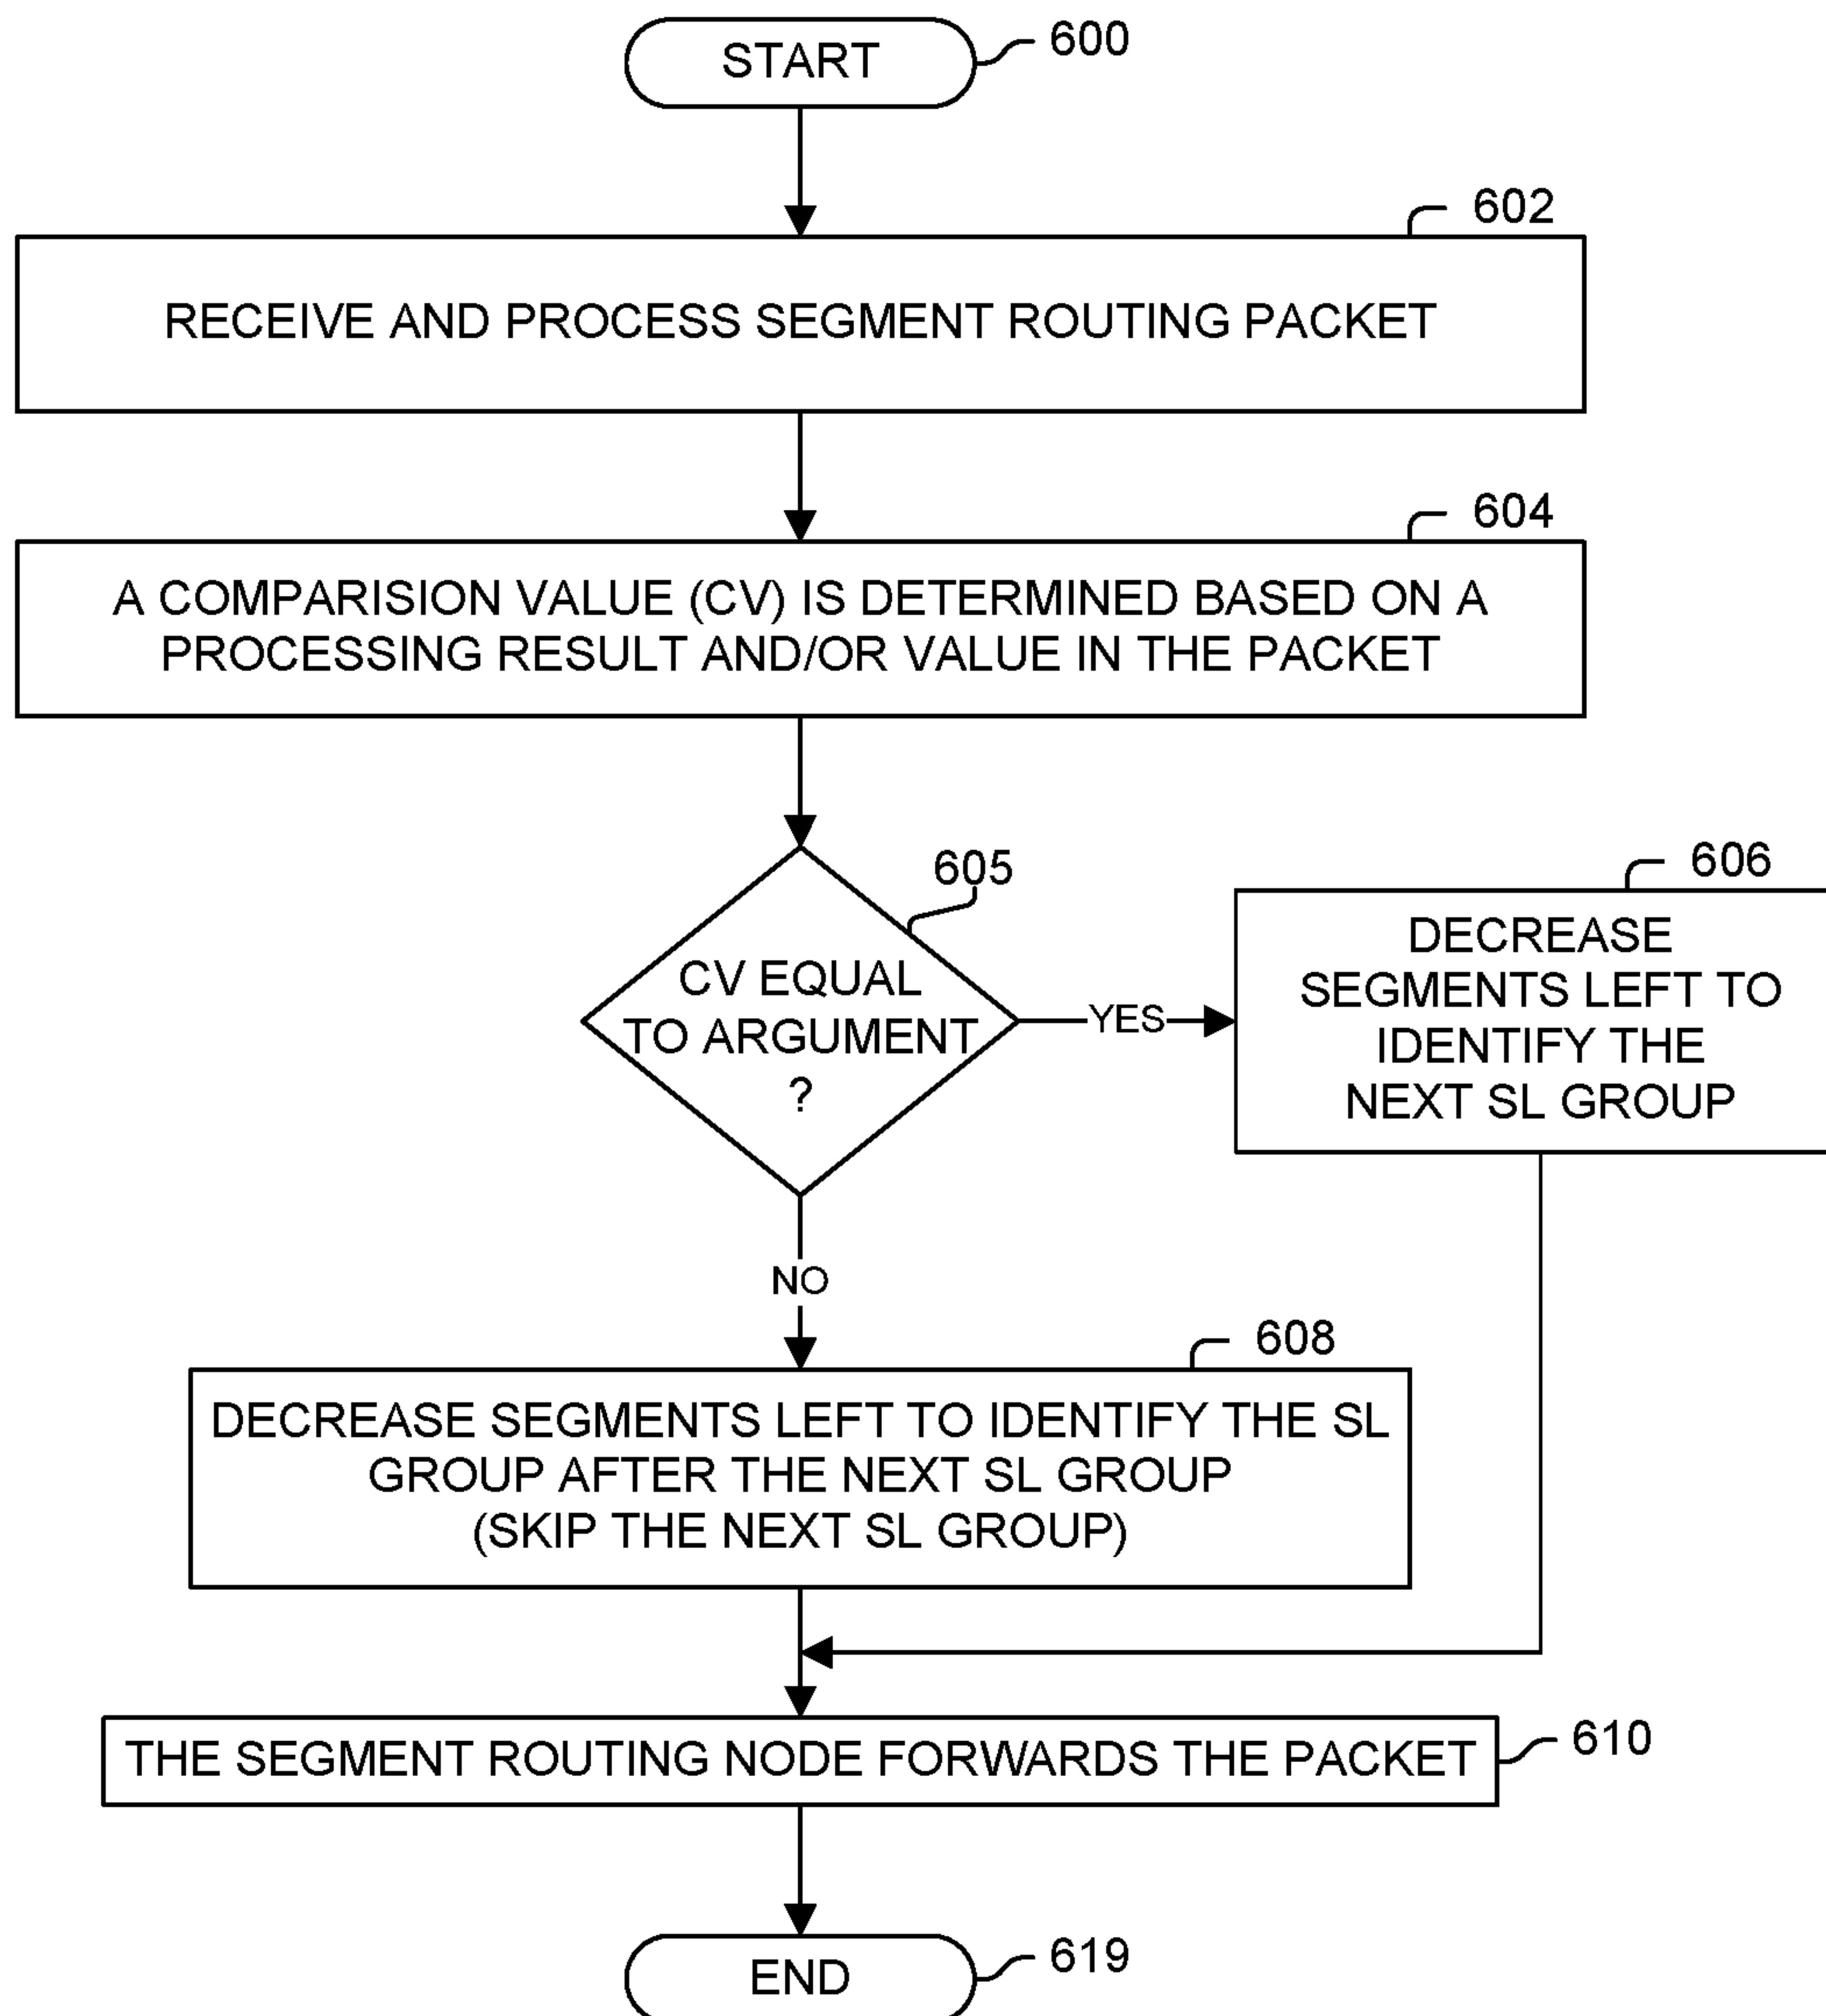 START
600
602
RECEIVE AND PROCESS SEGMENT ROUTING PACKET
604
A COMPARISION VALUE (CV) IS DETERMINED BASED ON A
PROCESSING RESULT AND/OR VALUE IN THE PACKET
605
CV EQUAL
TO ARGUMENT
?
YES
606
DECREASE
SEGMENTS LEFT TO
IDENTIFY THE
NEXT SL GROUP
NO
608
DECREASE SEGMENTS LEFT TO IDENTIFY THE SL
GROUP AFTER THE NEXT SL GROUP
(SKIP THE NEXT SL GROUP)
THE SEGMENT ROUTING NODE FORWARDS THE PACKET
610
END
619